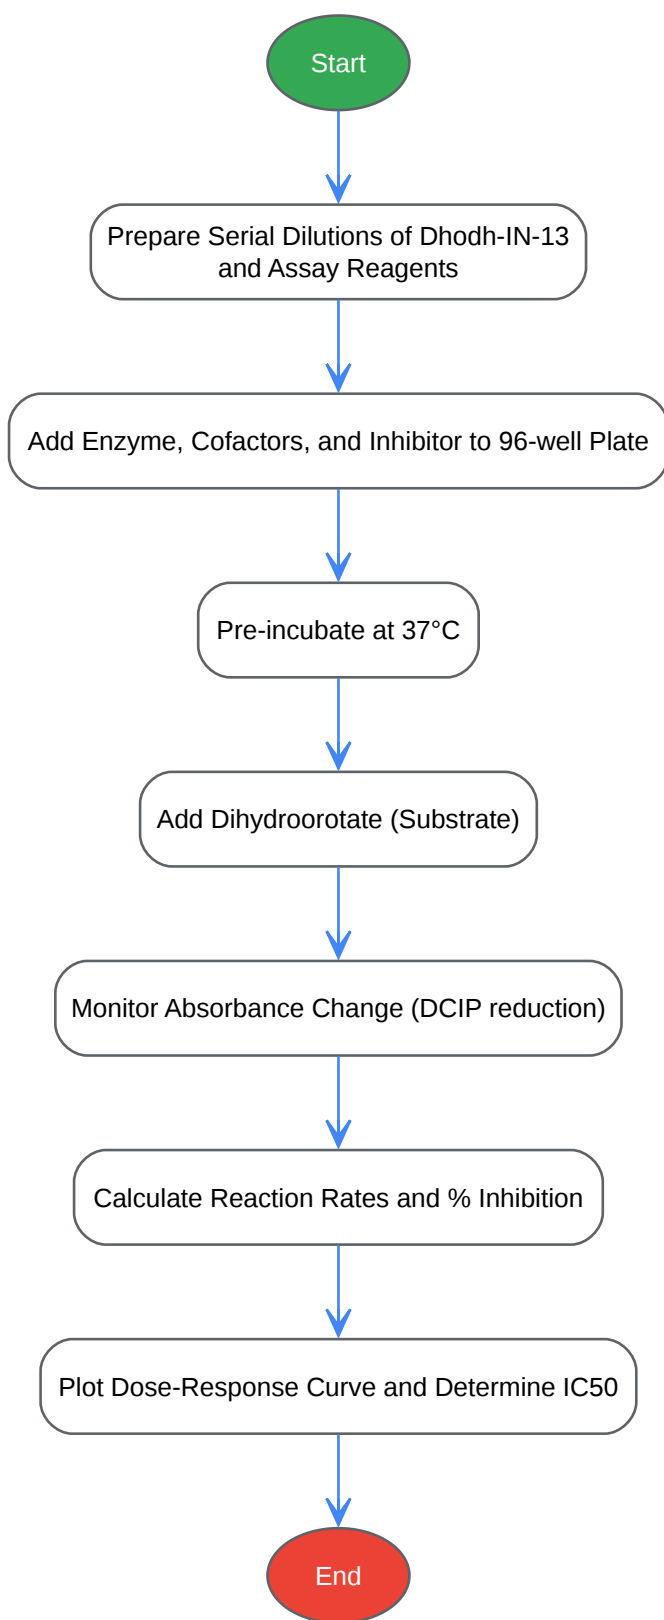 Start
Prepare Serial Dilutions of Dhodh-IN-13
and Assay Reagents
Add Enzyme, Cofactors, and Inhibitor to 96-well Plate
Pre-incubate at 37°C
Add Dihydroorotate (Substrate)
Monitor Absorbance Change (DCIP reduction)
Calculate Reaction Rates and % Inhibition
Plot Dose-Response Curve and Determine IC50
End